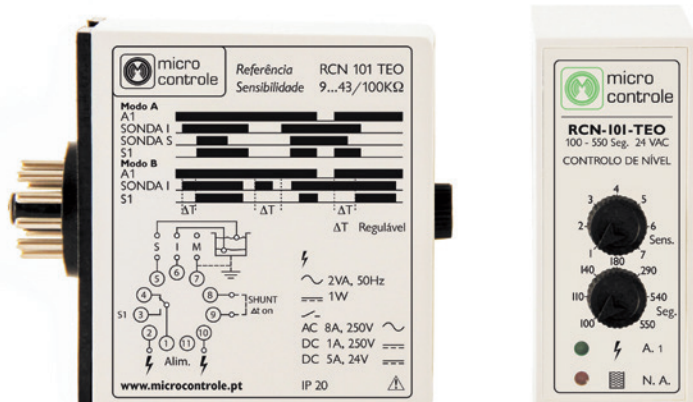 micro
controle
Referência RCN 101 TEO
Sensibilidade 9...43/100KΩ
Modo A
A1
SONDA I
SONDA S
S1
Modo B
A1
SONDA I
S1
ΔT ΔT ΔT
ΔT Regulável
S I M
5 6 7
4 8
S1 3 9
2 1 11 10
SHUNT
Δt on
Alim.
2VA, 50Hz
1W
AC 8A, 250V
DC 1A, 250V
DC 5A, 24V
www.microcontrole.pt
IP 20
micro
controle
RCN-101-TEO
100 - 550 Seg. 24 VAC
CONTROLO DE NÍVEL
1 2 3 4 5 6 7
Sens.
100 110 140 180 290 540 550
Seg.
A. 1
N. A.